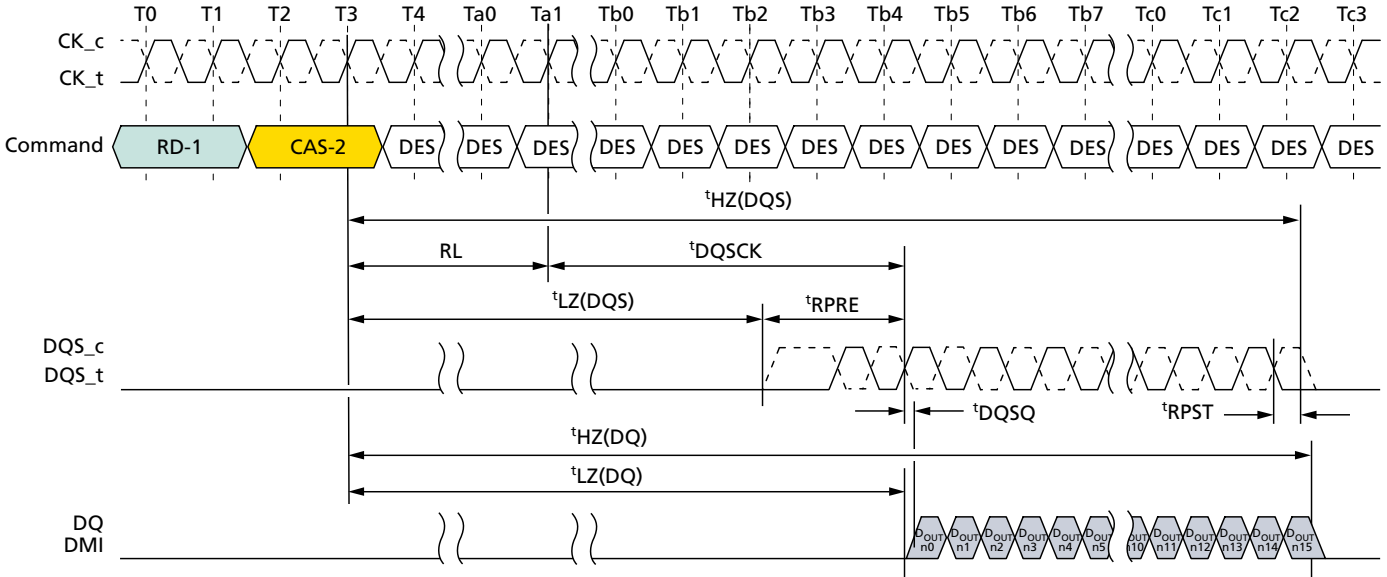 T0 T1 T2 T3 T4 Ta0 Ta1 Tb0 Tb1 Tb2 Tb3 Tb4 Tb5 Tb6 Tb7 Tc0 Tc1 Tc2 Tc3
CK_c
CK_t
Command RD-1 CAS-2 DES DES DES DES DES DES DES DES DES DES DES DES DES DES DES
tHZ(DQS)
RL tDQSCK
tLZ(DQS) tRPRE
DQS_c
DQS_t
tDQSQ tRPST
tHZ(DQ)
tLZ(DQ)
DQ
DMI
DOUT DOUT DOUT DOUT DOUT DOUT DOUT DOUT DOUT DOUT DOUT
n0 n1 n2 n3 n4 n5 n10 n11 n12 n13 n14 n15